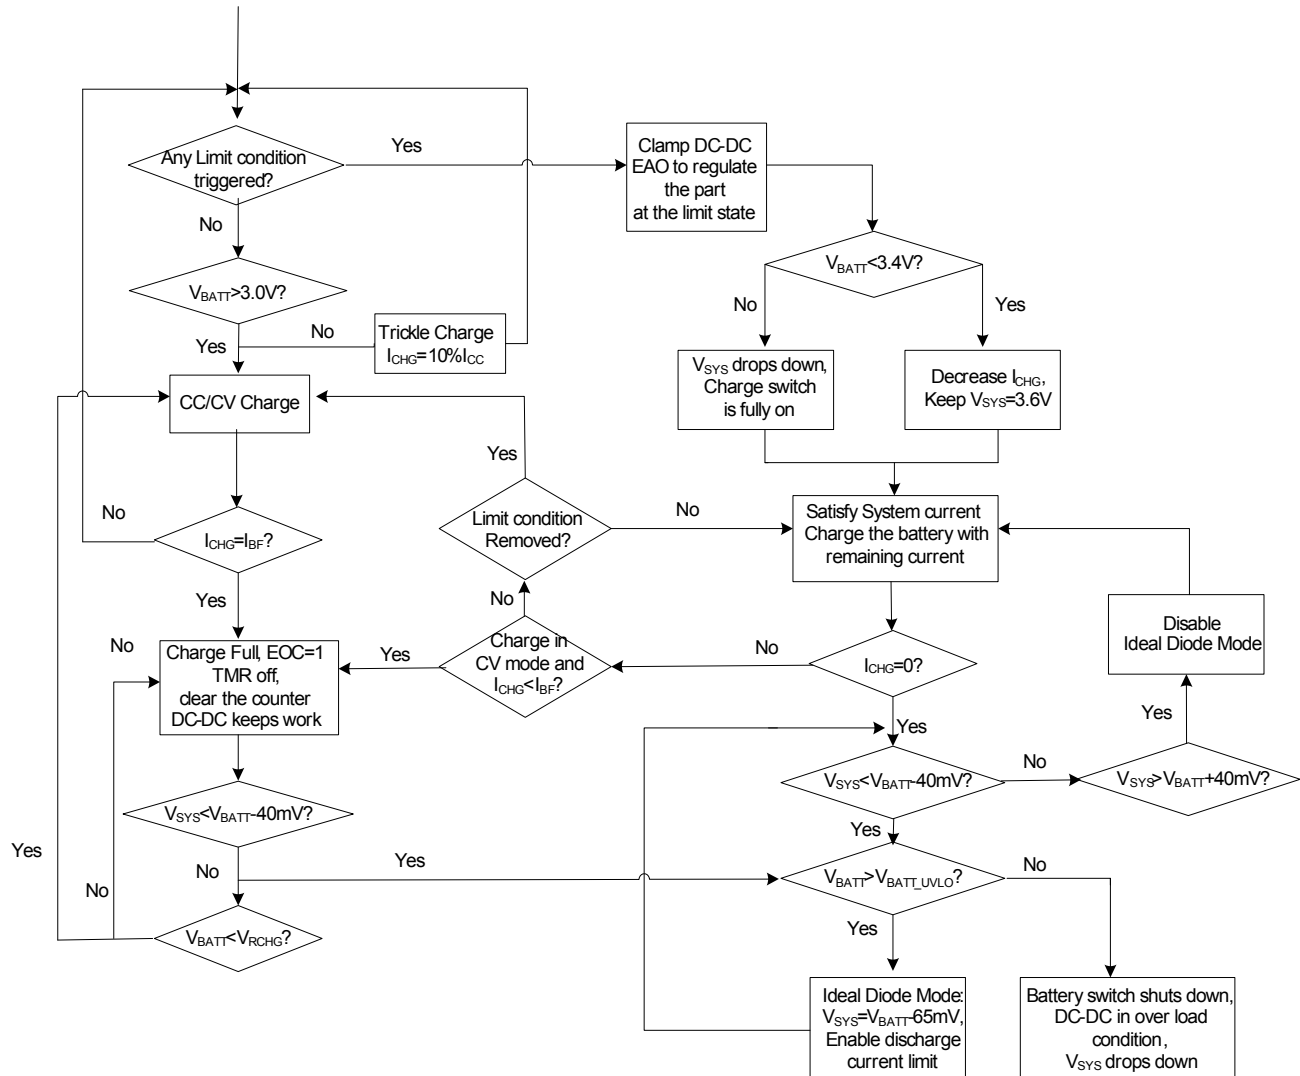 Any Limit condition
triggered?
Yes
No
Clamp DC-DC
EAO to regulate
the part
at the limit state
VBATT<3.4V?
No
Yes
VBATT>3.0V?
No
Yes
Trickle Charge
ICHG=10%ICC
VSYS drops down,
Charge switch
is fully on
Decrease ICHG,
Keep VSYS=3.6V
CC/CV Charge
Yes
No
ICHG=IBF?
Yes
Limit condition
Removed?
No
No
Satisfy System current
Charge the battery with
remaining current
Disable
Ideal Diode Mode
No
Charge Full, EOC=1
TMR off,
clear the counter
DC-DC keeps work
Yes
Charge in
CV mode and
ICHG<IBF?
No
ICHG=0?
Yes
Yes
VSYS<VBATT-40mV?
No
VSYS>VBATT+40mV?
VSYS<VBATT-40mV?
Yes
Yes
No
No
Yes
VBATT>VBATT_UVLO?
No
Yes
VBATT<VRCHG?
Ideal Diode Mode:
VSYS=VBATT-65mV,
Enable discharge
current limit
Battery switch shuts down,
DC-DC in over load
condition,
VSYS drops down